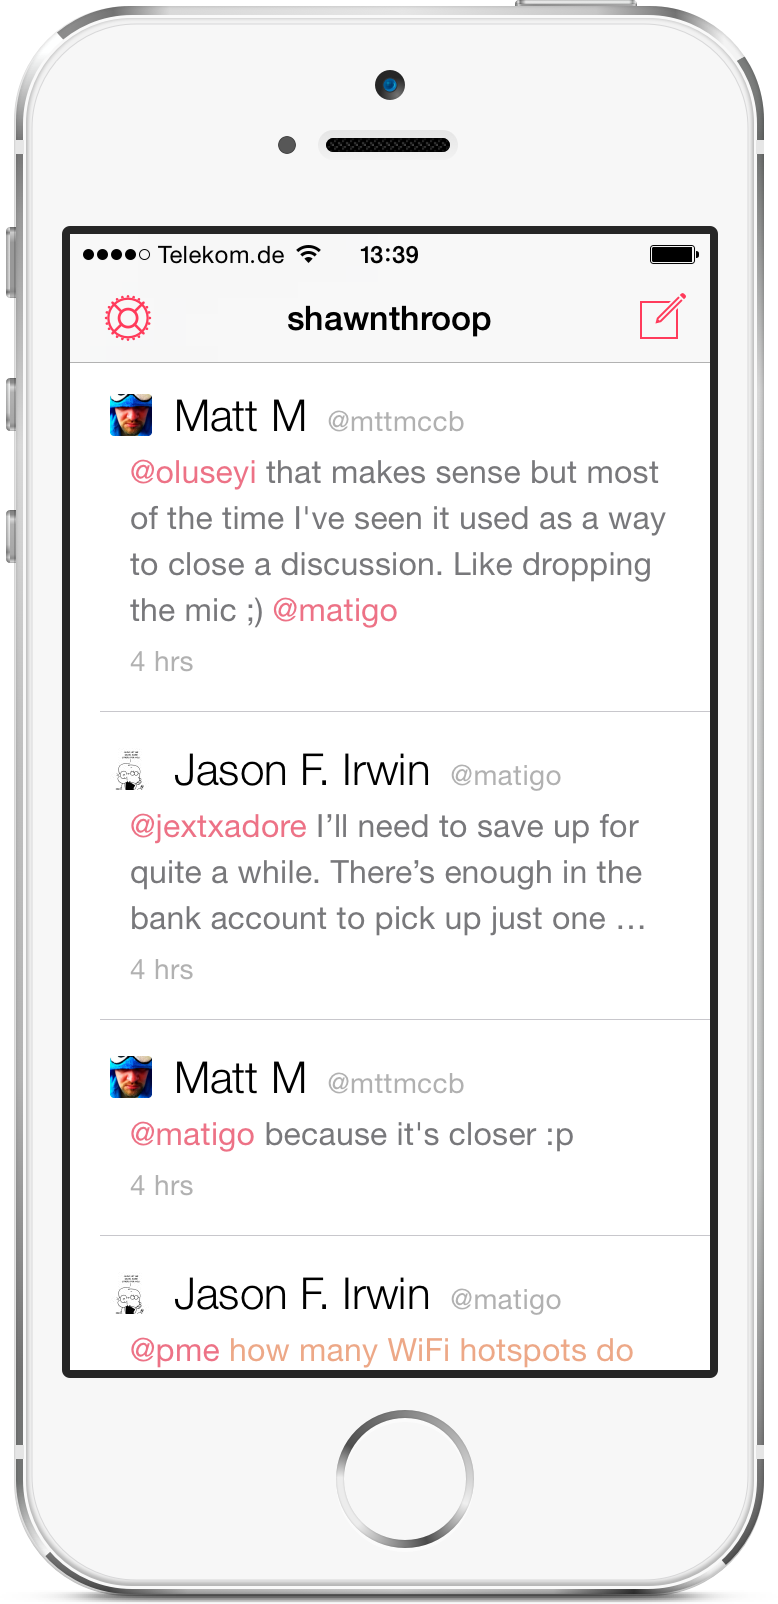 Telekom.de 13:39
shawnthroop
Matt M @mttmccb
@oluseyi that makes sense but most
of the time I've seen it used as a way
to close a discussion. Like dropping
the mic ;) @matigo
4 hrs
Jason F. Irwin @matigo
@jextxadore I’ll need to save up for
quite a while. There’s enough in the
bank account to pick up just one …
4 hrs
Matt M @mttmccb
@matigo because it's closer :p
4 hrs
Jason F. Irwin @matigo
@pme how many WiFi hotspots do